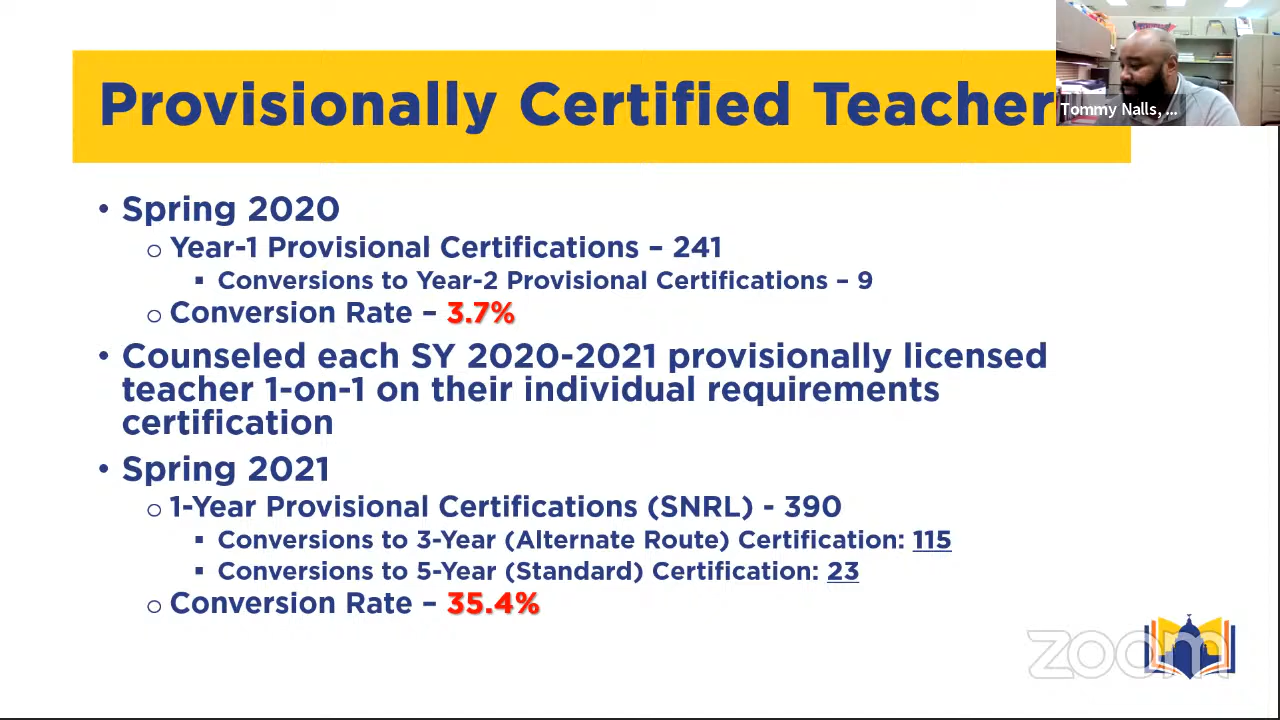 Provisionally Certified Teacher
Tommy Nalls, ...
• Spring 2020
o Year-1 Provisional Certifications – 241
▪ Conversions to Year-2 Provisional Certifications – 9
o Conversion Rate – 3.7%
• Counseled each SY 2020-2021 provisionally licensed
teacher 1-on-1 on their individual requirements
certification
• Spring 2021
o 1-Year Provisional Certifications (SNRL) - 390
▪ Conversions to 3-Year (Alternate Route) Certification: 115
▪ Conversions to 5-Year (Standard) Certification: 23
o Conversion Rate – 35.4%
zoom